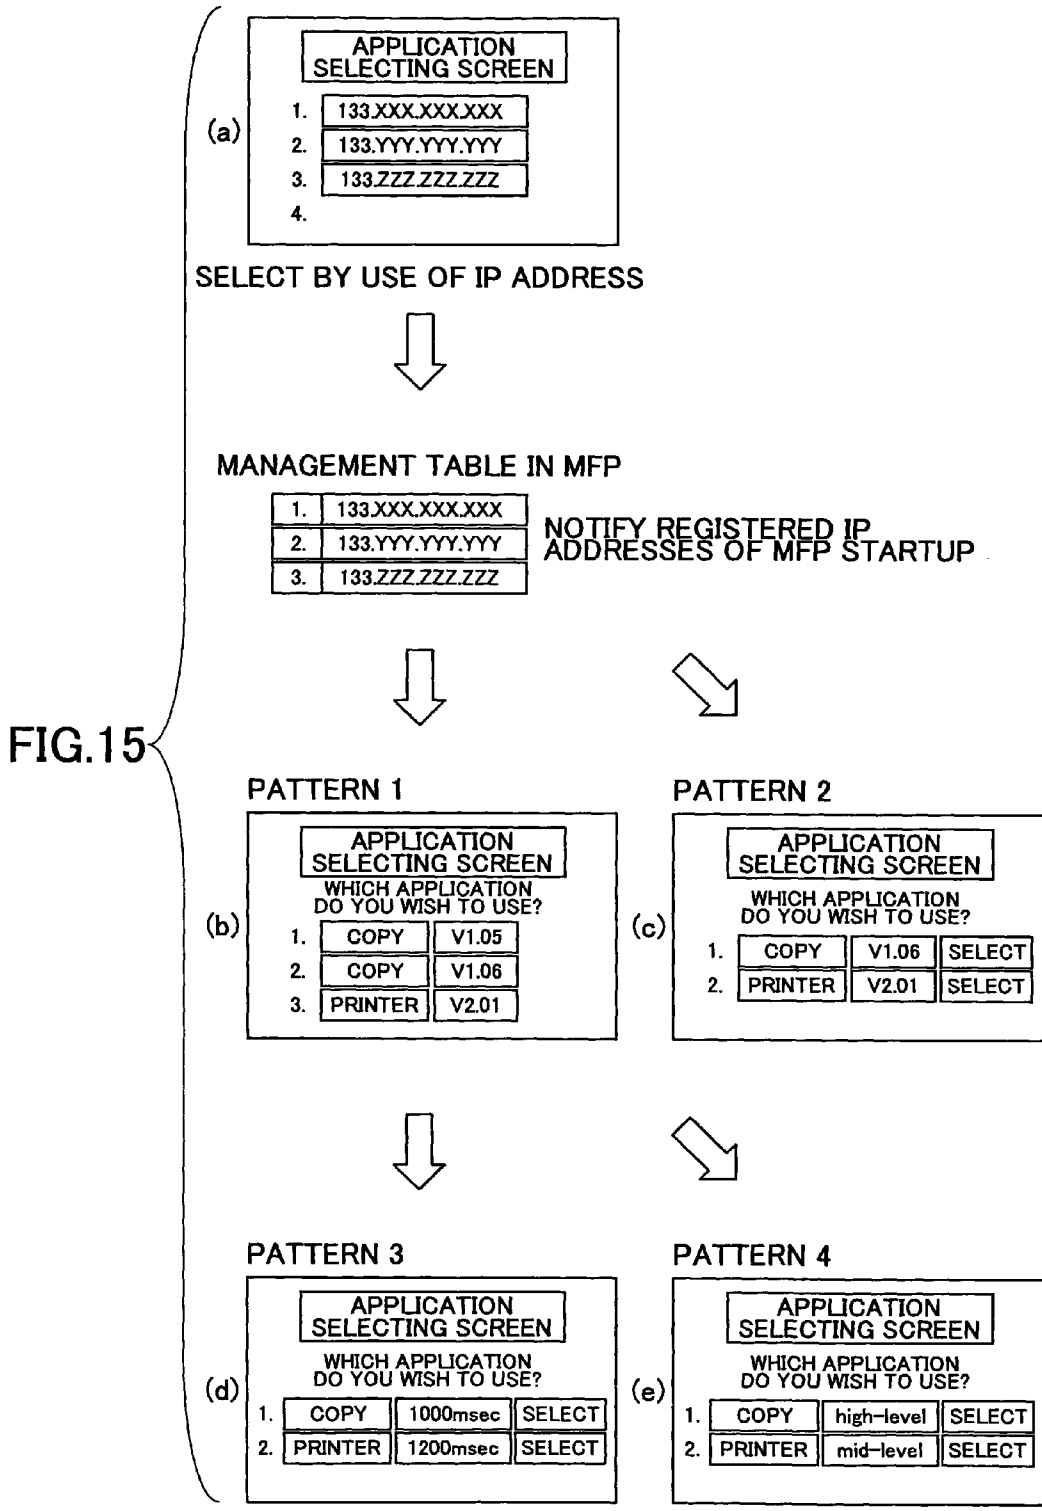 FIG.15
(a)
APPLICATION
SELECTING SCREEN
1. 133.XXX.XXX.XXX
2. 133.YYY.YYY.YYY
3. 133.ZZZ.ZZZ.ZZZ
4.
SELECT BY USE OF IP ADDRESS
MANAGEMENT TABLE IN MFP
1. 133.XXX.XXX.XXX
2. 133.YYY.YYY.YYY
3. 133.ZZZ.ZZZ.ZZZ
NOTIFY REGISTERED IP
ADDRESSES OF MFP STARTUP
PATTERN 1
(b)
APPLICATION
SELECTING SCREEN
WHICH APPLICATION
DO YOU WISH TO USE?
1. COPY V1.05
2. COPY V1.06
3. PRINTER V2.01
PATTERN 2
(c)
APPLICATION
SELECTING SCREEN
WHICH APPLICATION
DO YOU WISH TO USE?
1. COPY V1.06 SELECT
2. PRINTER V2.01 SELECT
PATTERN 3
(d)
APPLICATION
SELECTING SCREEN
WHICH APPLICATION
DO YOU WISH TO USE?
1. COPY 1000msec SELECT
2. PRINTER 1200msec SELECT
PATTERN 4
(e)
APPLICATION
SELECTING SCREEN
WHICH APPLICATION
DO YOU WISH TO USE?
1. COPY high-level SELECT
2. PRINTER mid-level SELECT